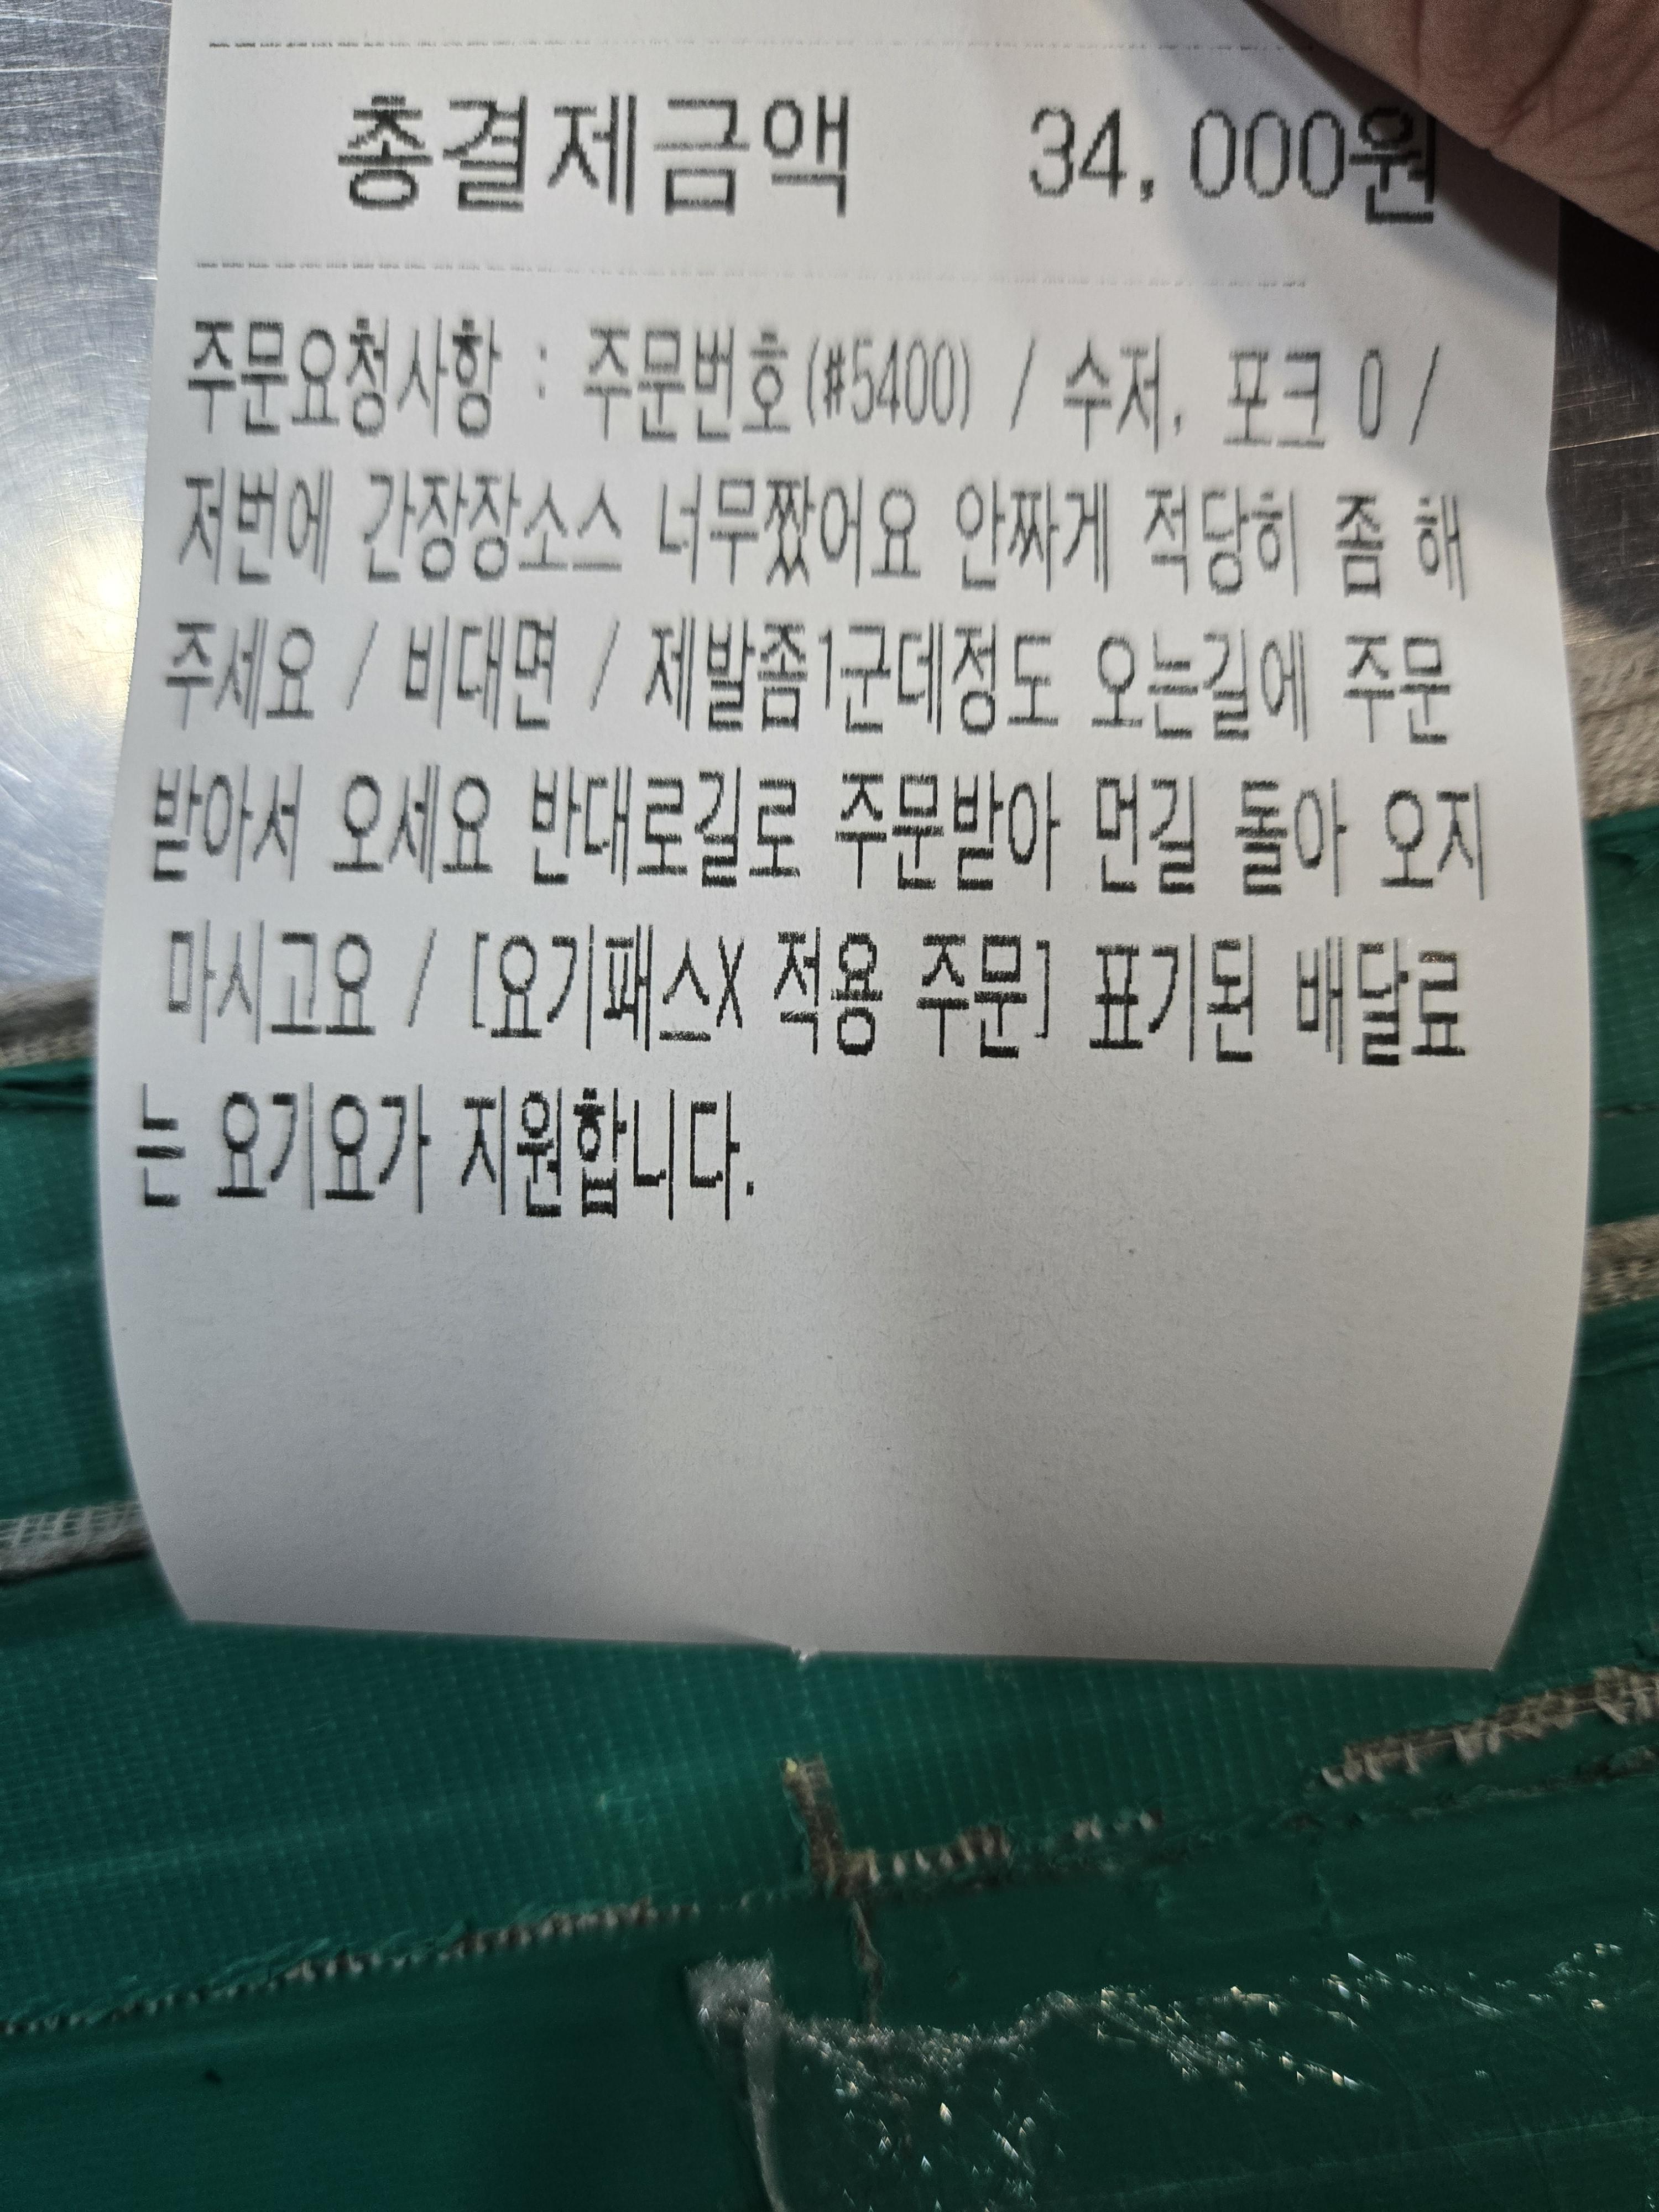 총결제금액 34,000원
주문요청사항 : 주문번호(#5400) / 수저, 포크 0 /
저번에 간장장소스 너무짰어요 안짜게 적당히 좀 해
주세요 / 비대면 / 제발좀1군데정도 오는길에 주문
받아서 오세요 반대로길로 주문받아 먼길 돌아 오지
마시고요 / [요기패스X 적용 주문] 표기된 배달료
는 요기요가 지원합니다.